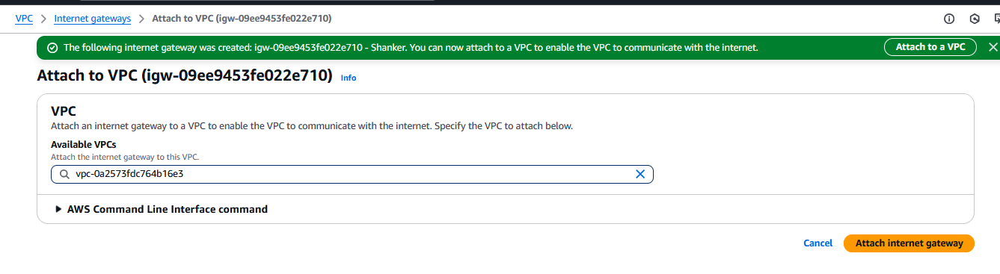 VPC > Internet gateways > Attach to VPC (igw-09ee9453fe022e710)
The following internet gateway was created: igw-09ee9453fe022e710 - Shanker. You can now attach to a VPC to enable the VPC to communicate with the internet. Attach to a VPC
Attach to VPC (igw-09ee9453fe022e710) Info
VPC
Attach an internet gateway to a VPC to enable the VPC to communicate with the internet. Specify the VPC to attach below.
Available VPCs
Attach the internet gateway to this VPC.
vpc-0a2573fdc764b16e3
AWS Command Line Interface command
Cancel Attach internet gateway